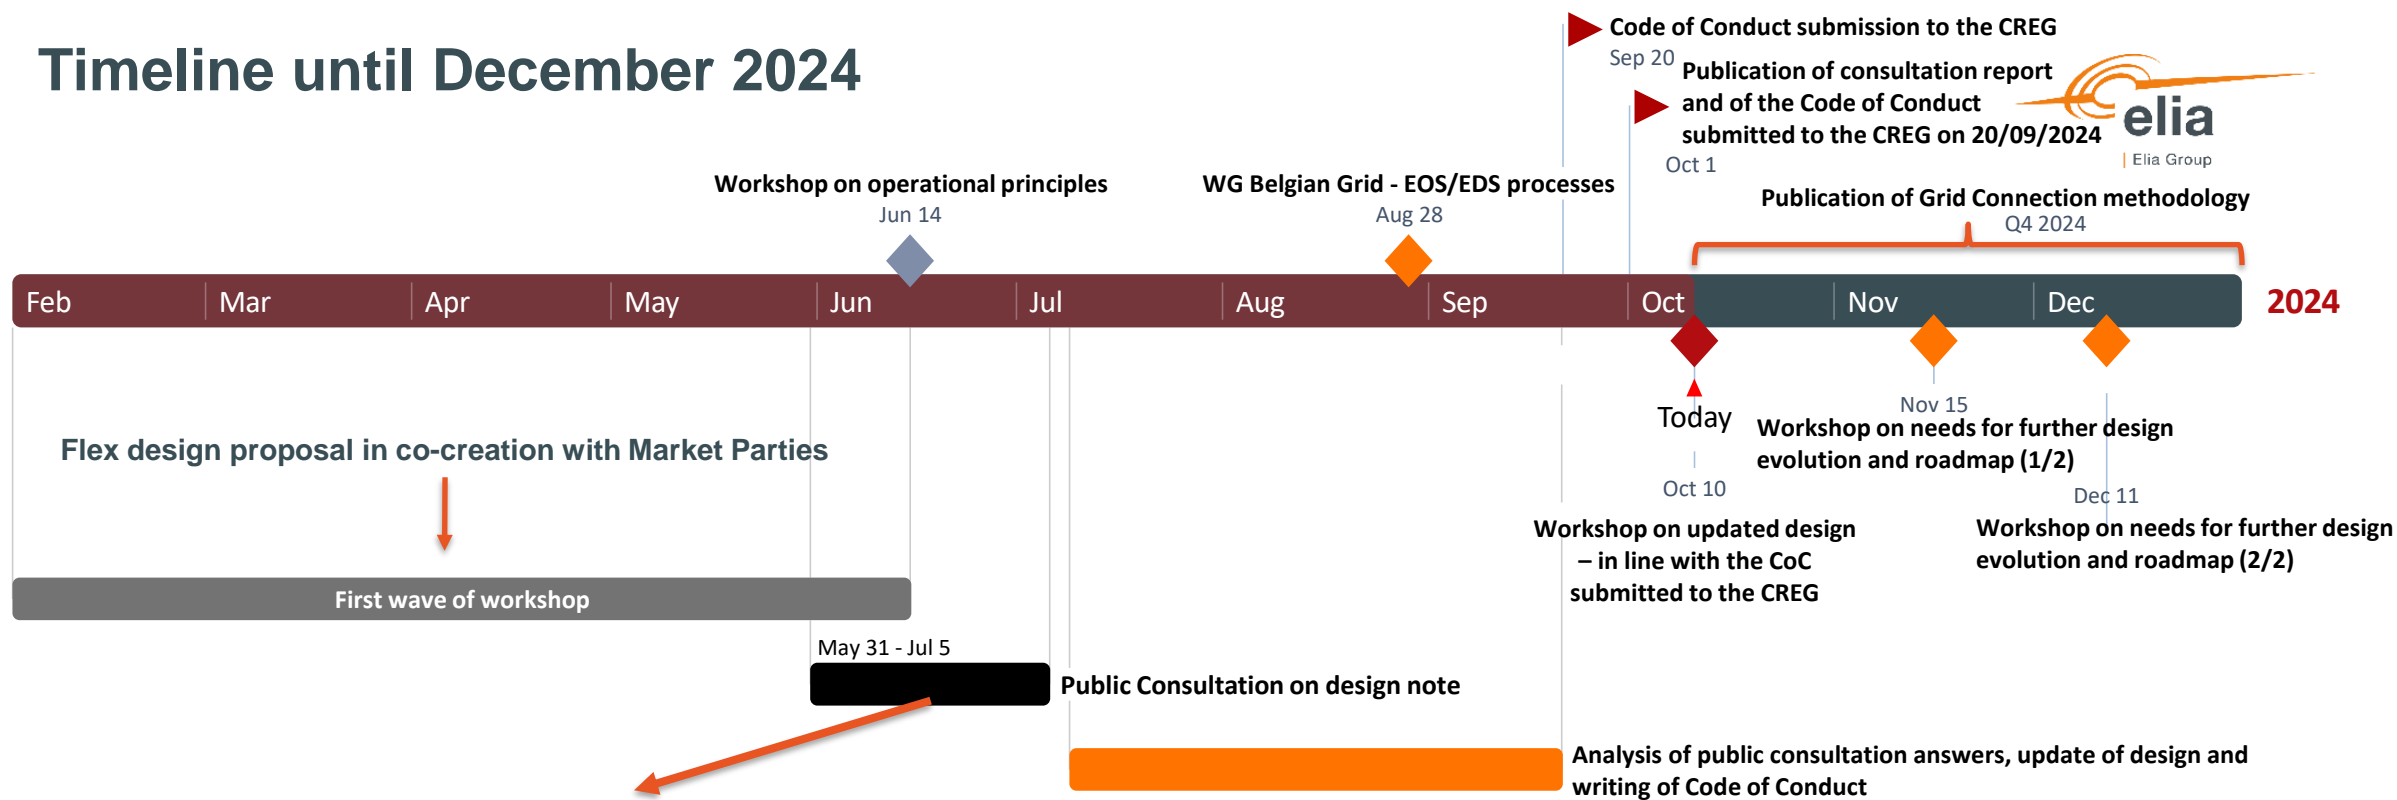 Timeline until December 2024
Code of Conduct submission to the CREG
Sep 20
Publication of consultation report
and of the Code of Conduct
submitted to the CREG on 20/09/2024
Oct 1
elia
Elia Group
Workshop on operational principles
Jun 14
WG Belgian Grid - EOS/EDS processes
Aug 28
Publication of Grid Connection methodology
Q4 2024
Feb Mar Apr May Jun Jul Aug Sep Oct Nov Dec 2024
Today
Oct 10
Workshop on updated design
– in line with the CoC
submitted to the CREG
Nov 15
Workshop on needs for further design
evolution and roadmap (1/2)
Dec 11
Workshop on needs for further design
evolution and roadmap (2/2)
Flex design proposal in co-creation with Market Parties
First wave of workshop
May 31 - Jul 5
Public Consultation on design note
Analysis of public consultation answers, update of design and
writing of Code of Conduct